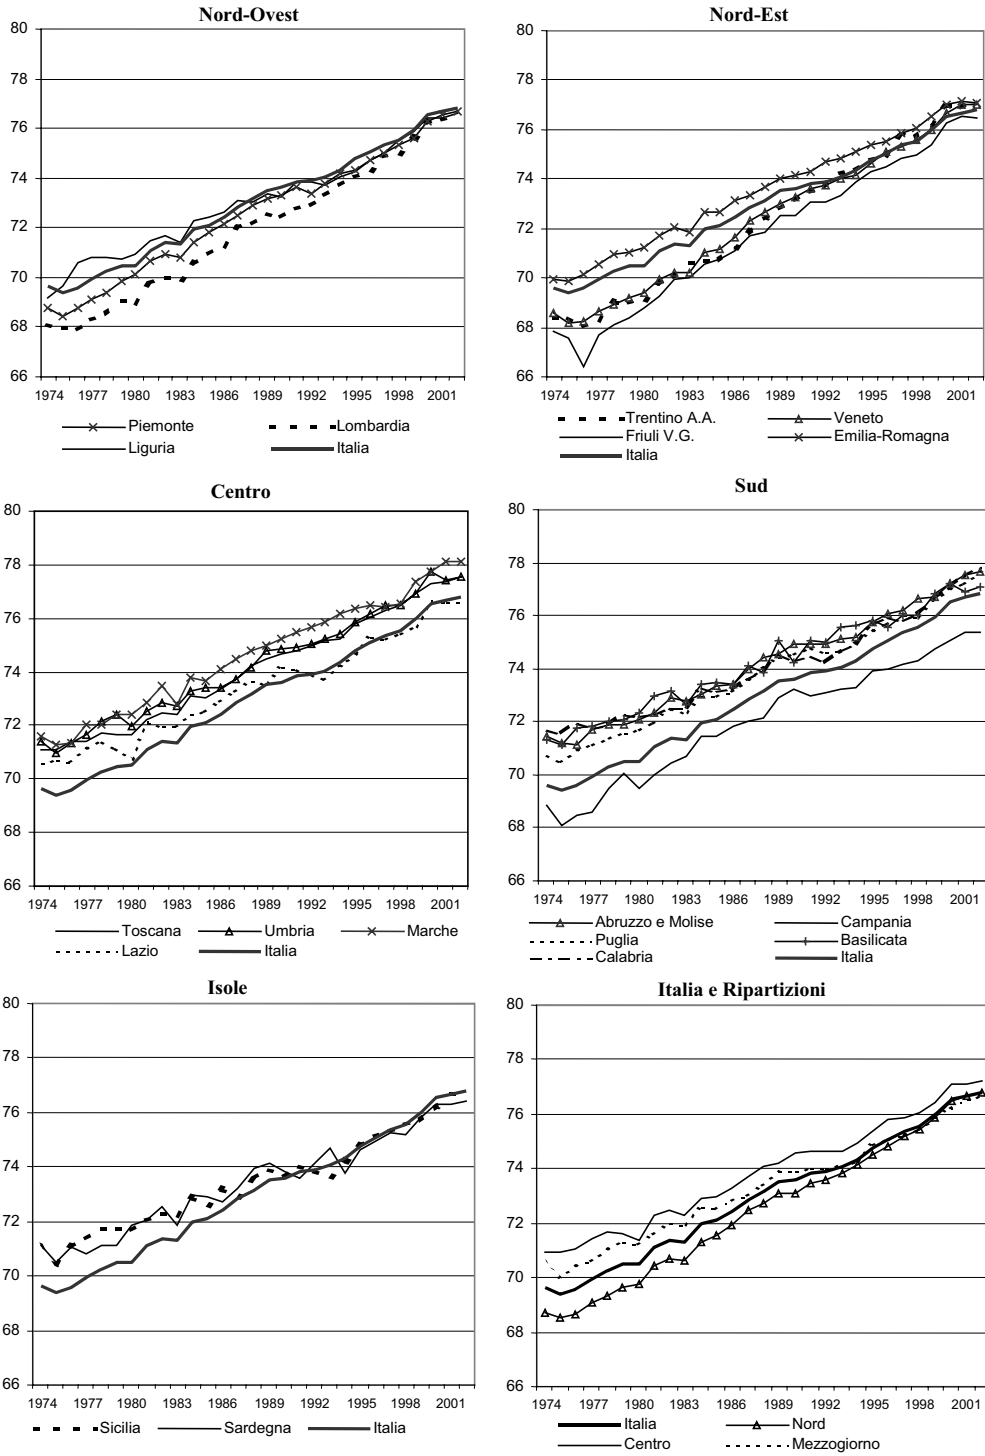 Nord-Ovest
80
78
76
74
72
70
68
66
1974 1977 1980 1983 1986 1989 1992 1995 1998 2001
Piemonte Lombardia
Liguria Italia
Nord-Est
80
78
76
74
72
70
68
66
1974 1977 1980 1983 1986 1989 1992 1995 1998 2001
Trentino A.A. Veneto
Friuli V.G. Emilia-Romagna
Italia
Centro
80
78
76
74
72
70
68
66
1974 1977 1980 1983 1986 1989 1992 1995 1998 2001
Toscana Umbria Marche
Lazio Italia
Sud
80
78
76
74
72
70
68
66
1974 1977 1980 1983 1986 1989 1992 1995 1998 2001
Abruzzo e Molise Campania
Puglia Basilicata
Calabria Italia
Isole
80
78
76
74
72
70
68
66
1974 1977 1980 1983 1986 1989 1992 1995 1998 2001
Sicilia Sardegna Italia
Italia e Ripartizioni
80
78
76
74
72
70
68
66
1974 1977 1980 1983 1986 1989 1992 1995 1998 2001
Italia Nord
Centro Mezzogiorno